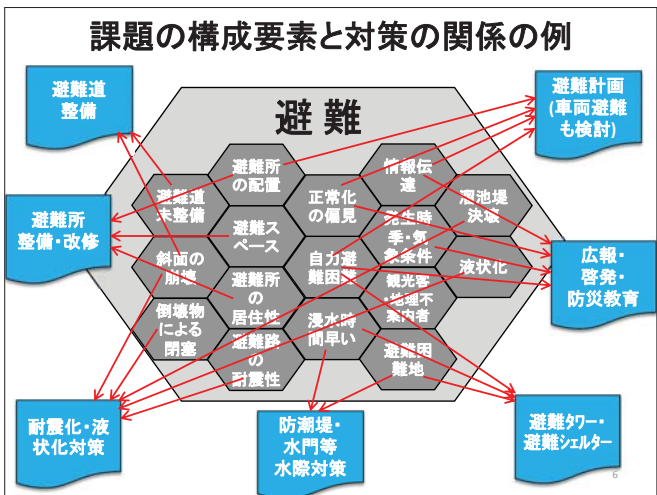 課題の構成要素と対策の関係の例
避難道
整備
避難計画
(車両避難
も検討)
避難
避難所
の配置
情報伝
達
避難道
未整備
正常化
の偏見
溜池堤
決壊
避難所
整備・改修
避難ス
ペース
発生時
季・気
象条件
斜面の
崩壊
自力避
難困難
液状化
広報・
啓発・
防災教育
避難所
の
居住性
観光客
・地理不
案内者
倒壊物
による
閉塞
浸水時
間早い
避難路
の
耐震性
避難困
難地
耐震化・液
状化対策
防潮堤・
水門等
水際対策
避難タワー・
避難シェルター
6